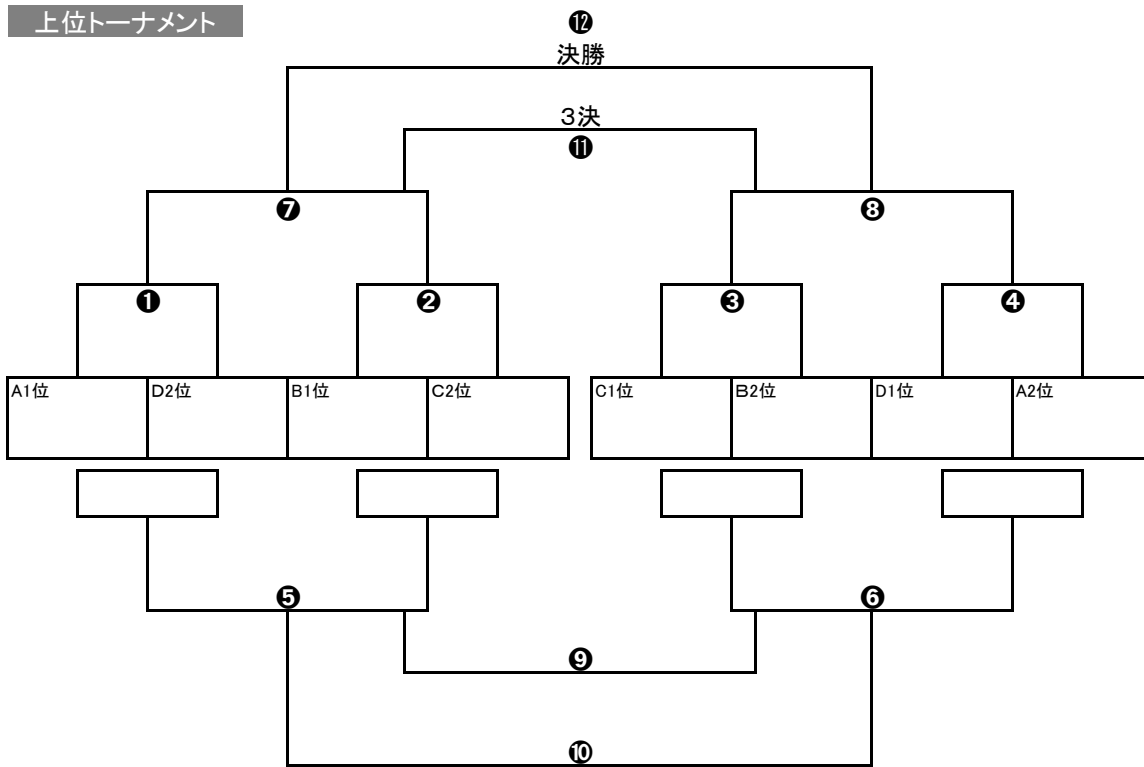 上位トーナメント
⓬
決勝
３決
⓫
❼ ❽
❶ ❷ ❸ ❹
A1位 D2位 B1位 C2位 C1位 B2位 D1位 A2位
❺ ❻
❾
❿